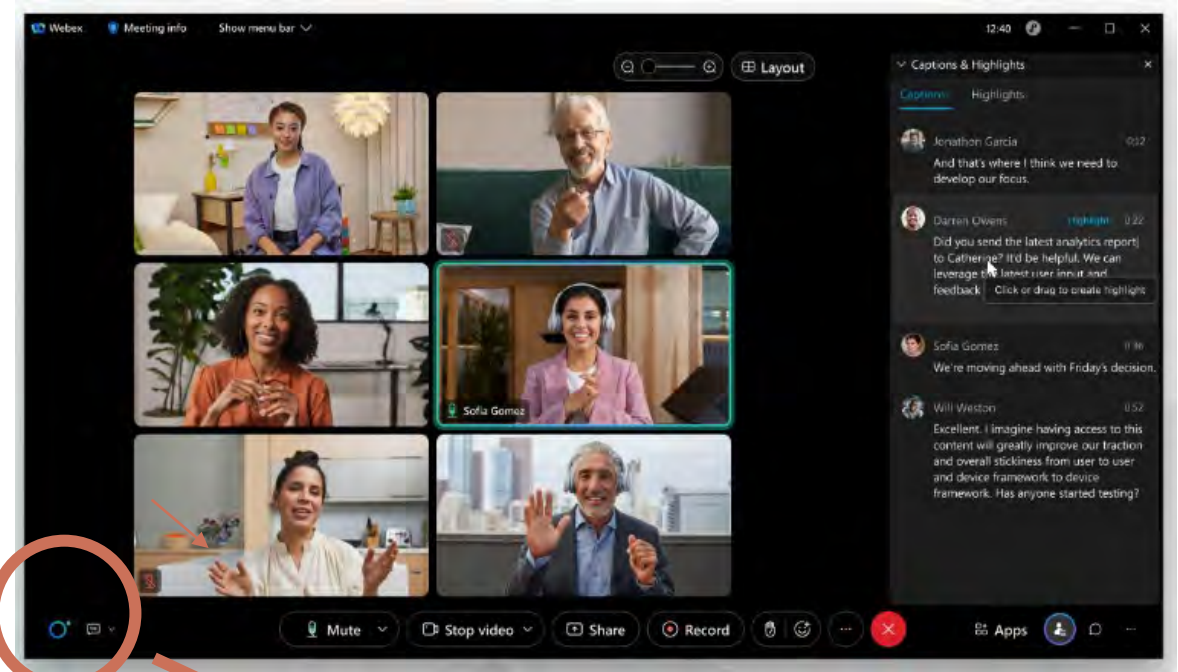 Webex Meeting info Show menu bar 12:40
Layout
Captions & Highlights
Captions Highlights
Jonathon Garcia 0:12
And that's where I think we need to
develop our focus.
Darren Owens Highlight 0:22
Did you send the latest analytics report
to Catherine? It'd be helpful. We can
leverage the latest user input and
feedback
Click or drag to create highlight
Sofia Gomez 0:36
We're moving ahead with Friday's decision.
Will Weston 0:52
Excellent. I imagine having access to this
content will greatly improve our traction
and overall stickiness from user to user
and device framework to device
framework. Has anyone started testing?
Sofia Gomez
Mute Stop video Share Record Apps